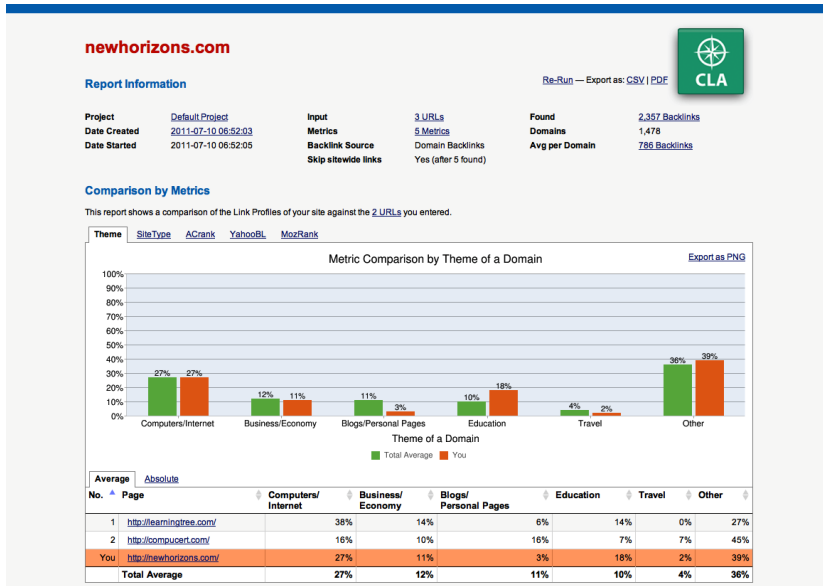 newhorizons.com
CLA
Report Information
Re-Run — Export as: CSV | PDF
Project Default Project Input 3 URLs Found 2,357 Backlinks
Date Created 2011-07-10 06:52:03 Metrics 5 Metrics Domains 1,478
Date Started 2011-07-10 06:52:05 Backlink Source Domain Backlinks Avg per Domain 786 Backlinks
Skip sitewide links Yes (after 5 found)
Comparison by Metrics
This report shows a comparison of the Link Profiles of your site against the 2 URLs you entered.
Theme SiteType ACrank YahooBL MozRank
Metric Comparison by Theme of a Domain Export as PNG
100%
90%
80%
70%
60%
50%
40%
30%
20%
10%
0%
27% 27% 12% 11% 11% 3% 10% 18% 4% 2% 36% 39%
Computers/Internet Business/Economy Blogs/Personal Pages Education Travel Other
Theme of a Domain
Total Average You
Average Absolute
No. Page Computers/ Business/ Blogs/ Education Travel Other
Internet Economy Personal Pages
1 http://learningtree.com/ 38% 14% 6% 14% 0% 27%
2 http://compucert.com/ 16% 10% 16% 7% 7% 45%
You http://newhorizons.com/ 27% 11% 3% 18% 2% 39%
Total Average 27% 12% 11% 10% 4% 36%